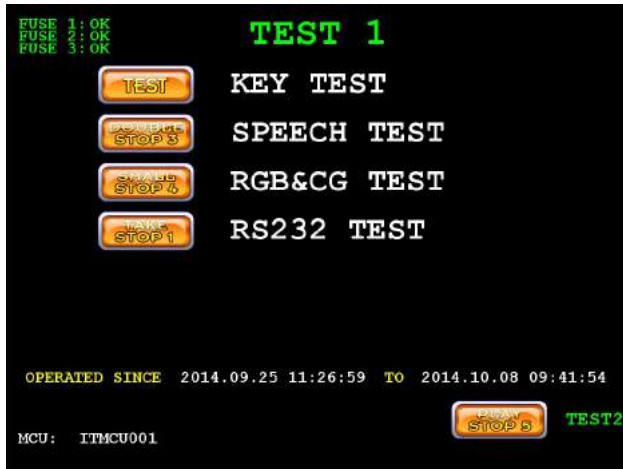 FUSE 1:OK
FUSE 2:OK
FUSE 3:OK
TEST 1
TEST KEY TEST
DOUBLE
STOP 3 SPEECH TEST
SMALL
STOP 4 RGB&CG TEST
TAKE
STOP 1 RS232 TEST
OPERATED SINCE 2014.09.25 11:26:59 TO 2014.10.08 09:41:54
PLAY
STOP 5 TEST2
MCU: ITMCU001